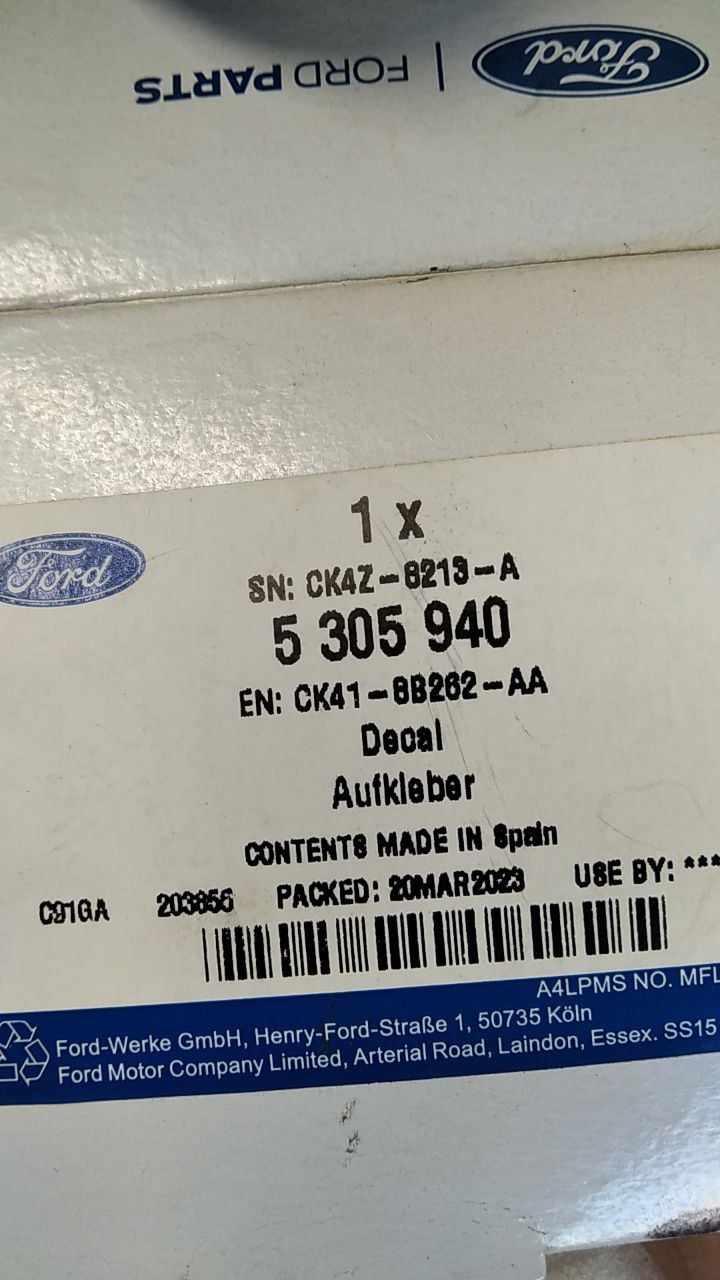 Ford | FORD PARTS
1 x
Ford
SN: CK4Z-8213-A
5 305 940
EN: CK41-8B262-AA
Decal
Aufkleber
CONTENTS MADE IN Spain
C91GA 203856 PACKED: 20MAR2023 USE BY: ***
A4LPMS NO. MFL
Ford-Werke GmbH, Henry-Ford-Straße 1, 50735 Köln
Ford Motor Company Limited, Arterial Road, Laindon, Essex. SS15